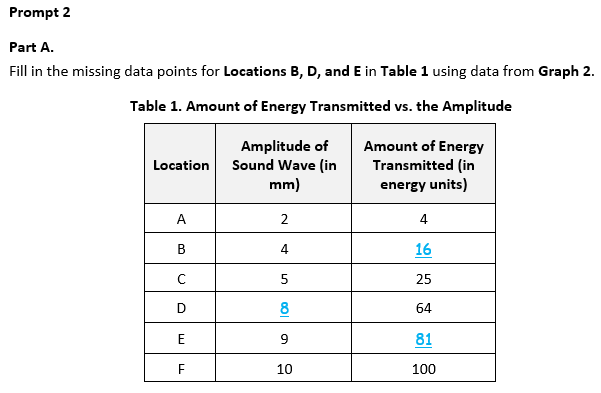 Prompt 2
Part A.
Fill in the missing data points for Locations B, D, and E in Table 1 using data from Graph 2.
Table 1. Amount of Energy Transmitted vs. the Amplitude
Location
Amplitude of
Sound Wave (in
mm)
Amount of Energy
Transmitted (in
energy units)
A 2 4
B 4 16
C 5 25
D 8 64
E 9 81
F 10 100